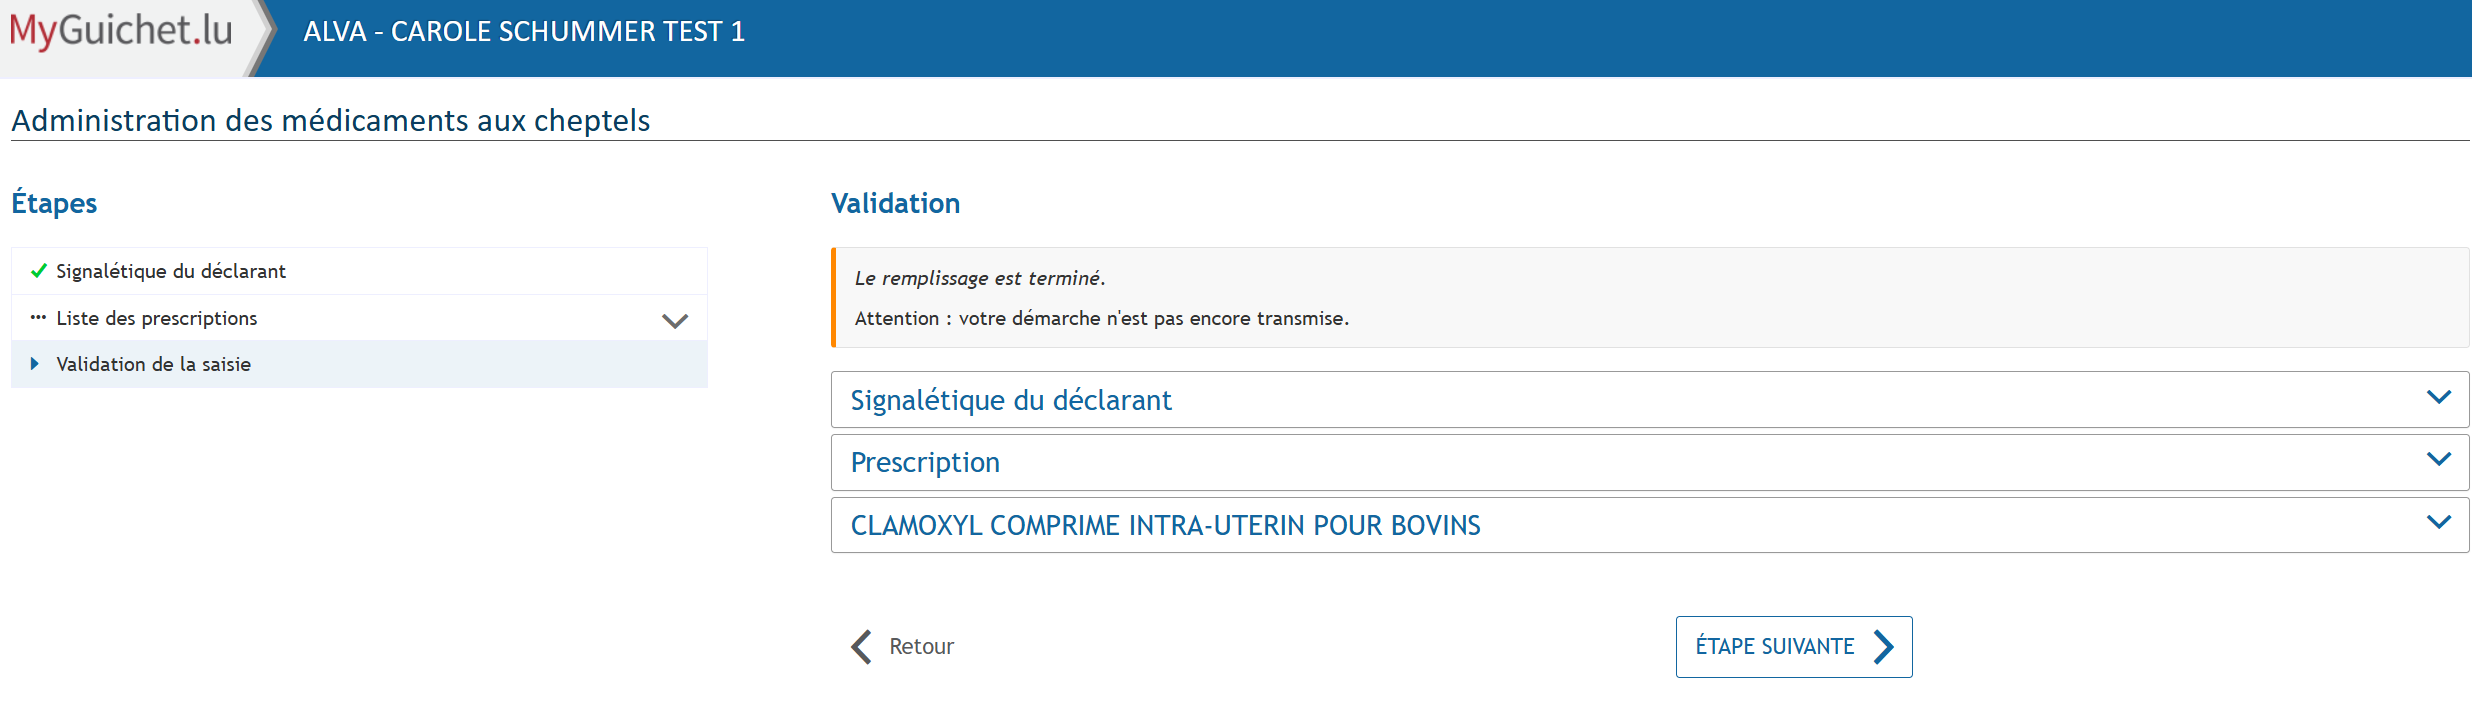 MyGuichet.lu
ALVA - CAROLE SCHUMMER TEST 1
Administration des médicaments aux cheptels
Étapes
Signalétique du déclarant
Liste des prescriptions
Validation de la saisie
Validation
Le remplissage est terminé.
Attention : votre démarche n'est pas encore transmise.
Signalétique du déclarant
Prescription
CLAMOXYL COMPRIME INTRA-UTERIN POUR BOVINS
Retour
ÉTAPE SUIVANTE